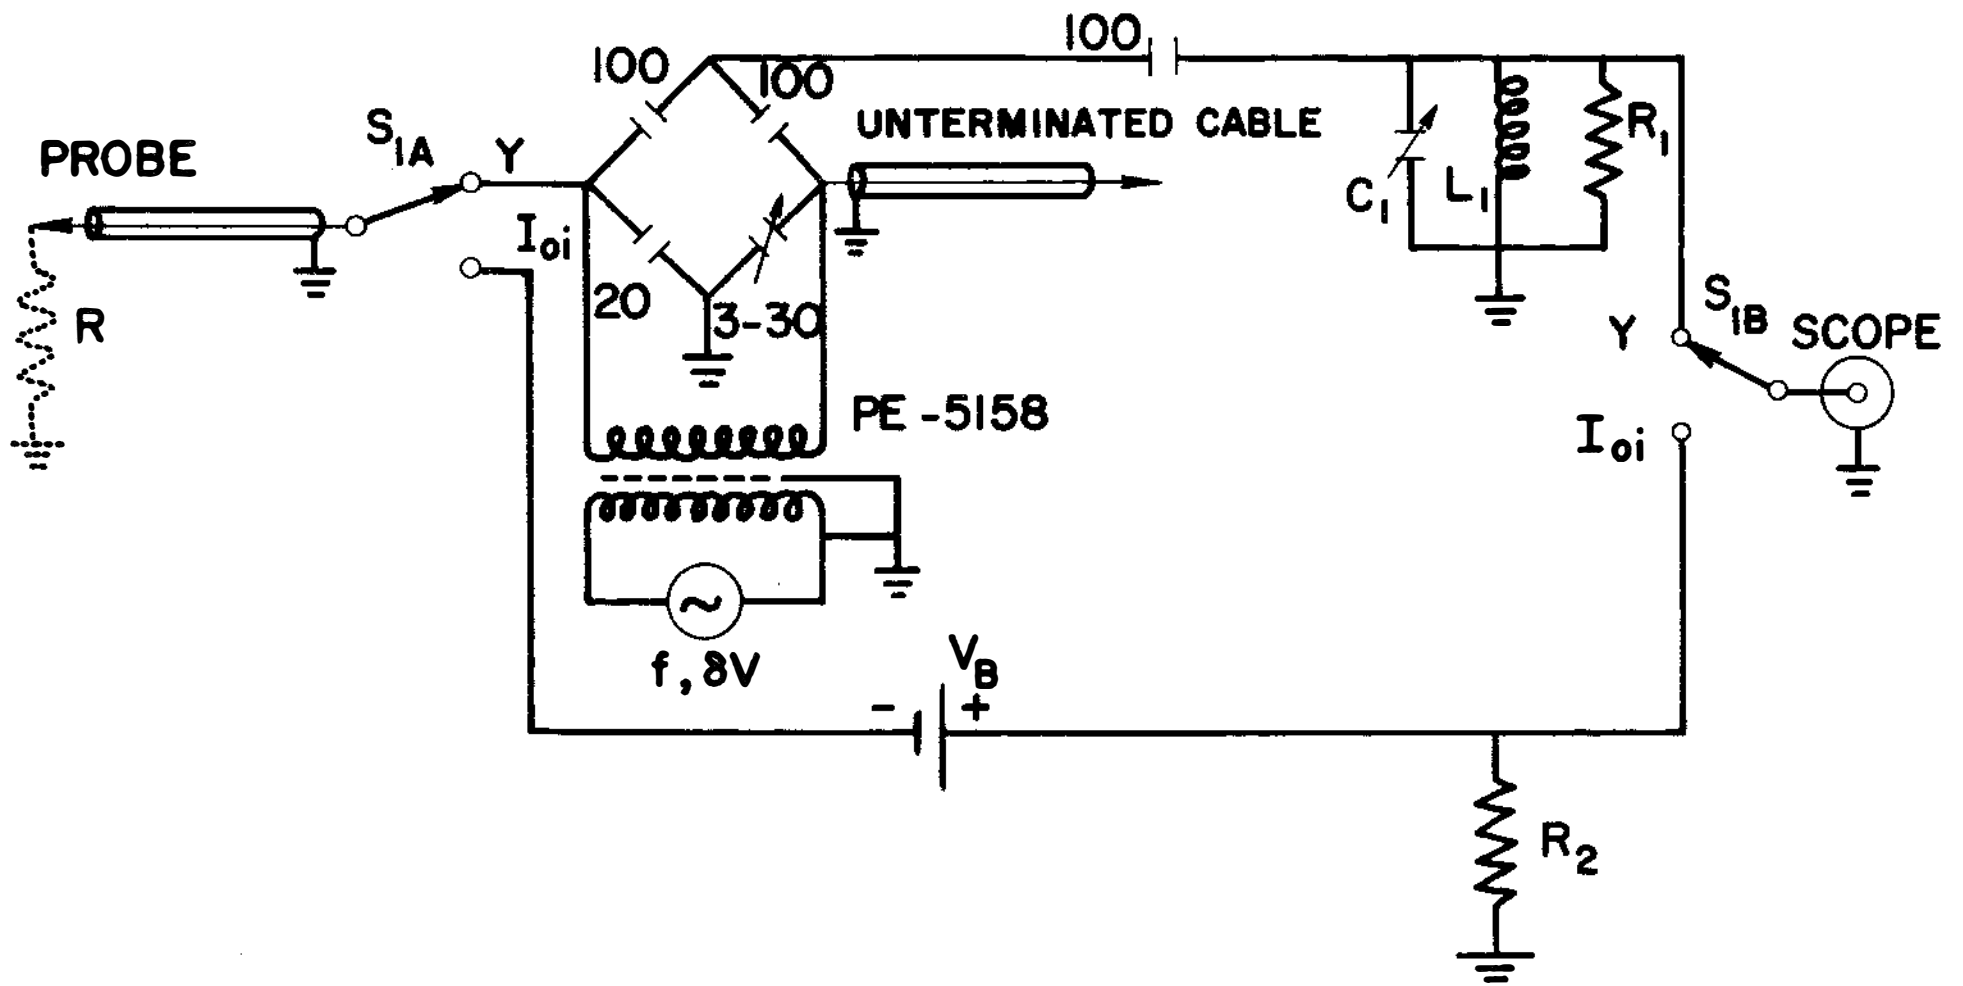 100
100
100
UNTERMINATED CABLE
PROBE
S1A
Y
Ioi
R
20
3-30
C1
L1
R1
S1B
Y
SCOPE
Ioi
PE-5158
f, δV
VB
- +
R2